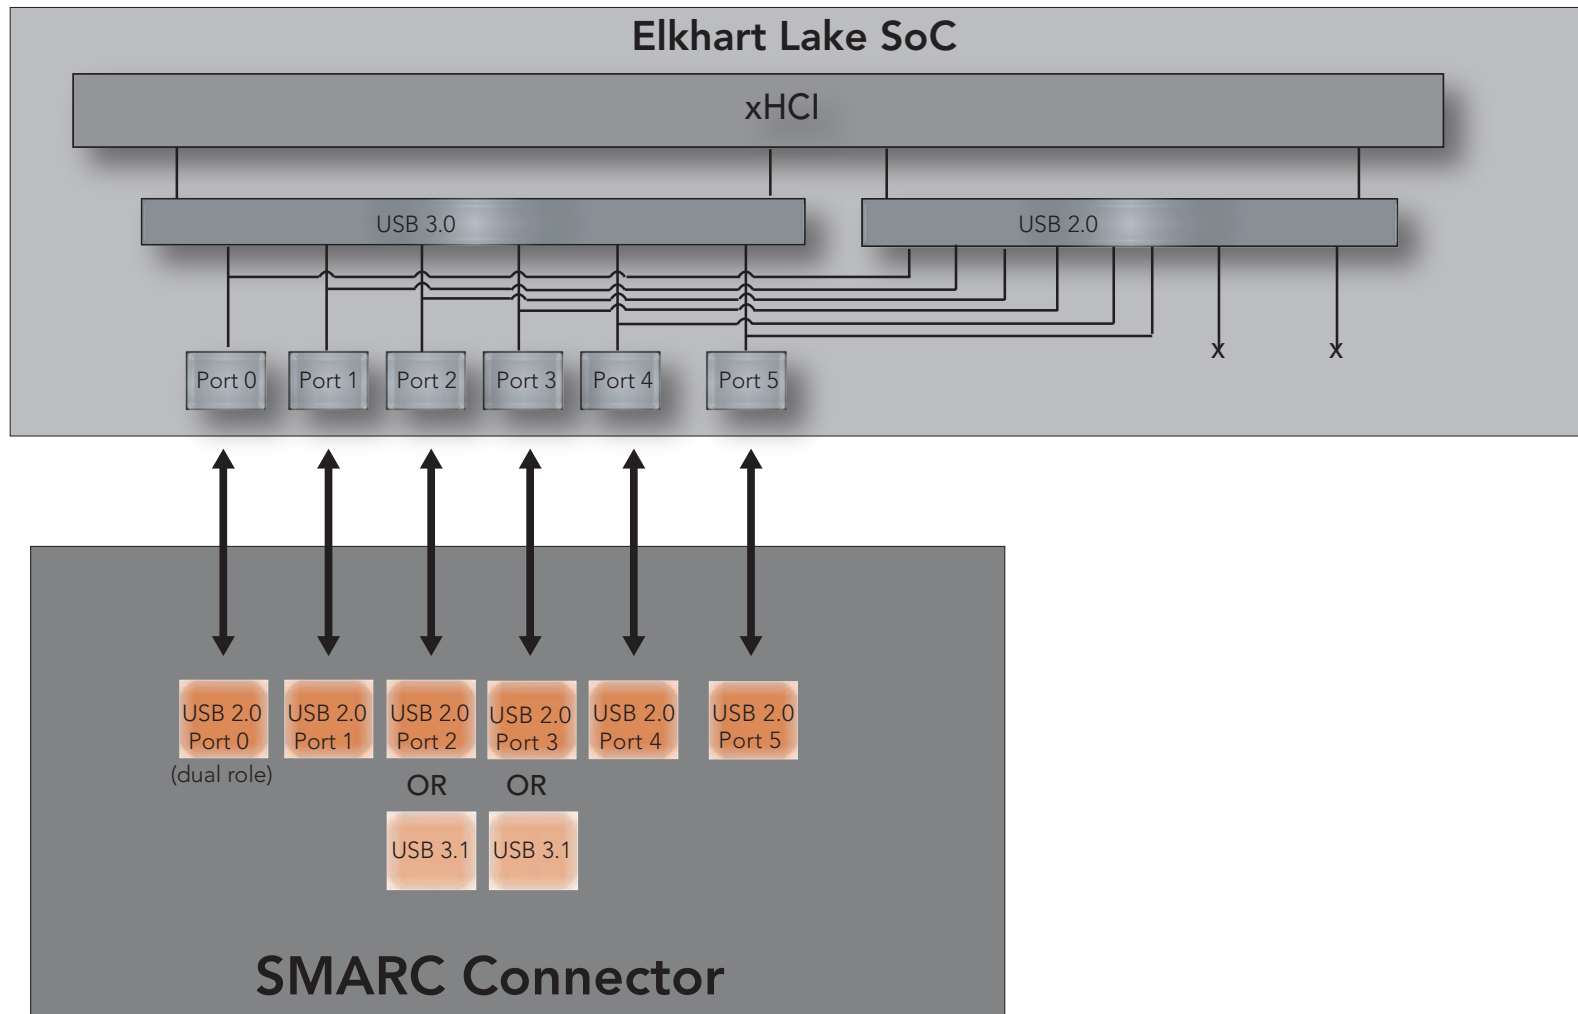 Elkhart Lake SoC
xHCI
USB 3.0
USB 2.0
x
x
Port 0
Port 1
Port 2
Port 3
Port 4
Port 5
USB 2.0
Port 0
USB 2.0
Port 1
USB 2.0
Port 2
USB 2.0
Port 3
USB 2.0
Port 4
USB 2.0
Port 5
(dual role)
OR
OR
USB 3.1
USB 3.1
SMARC Connector